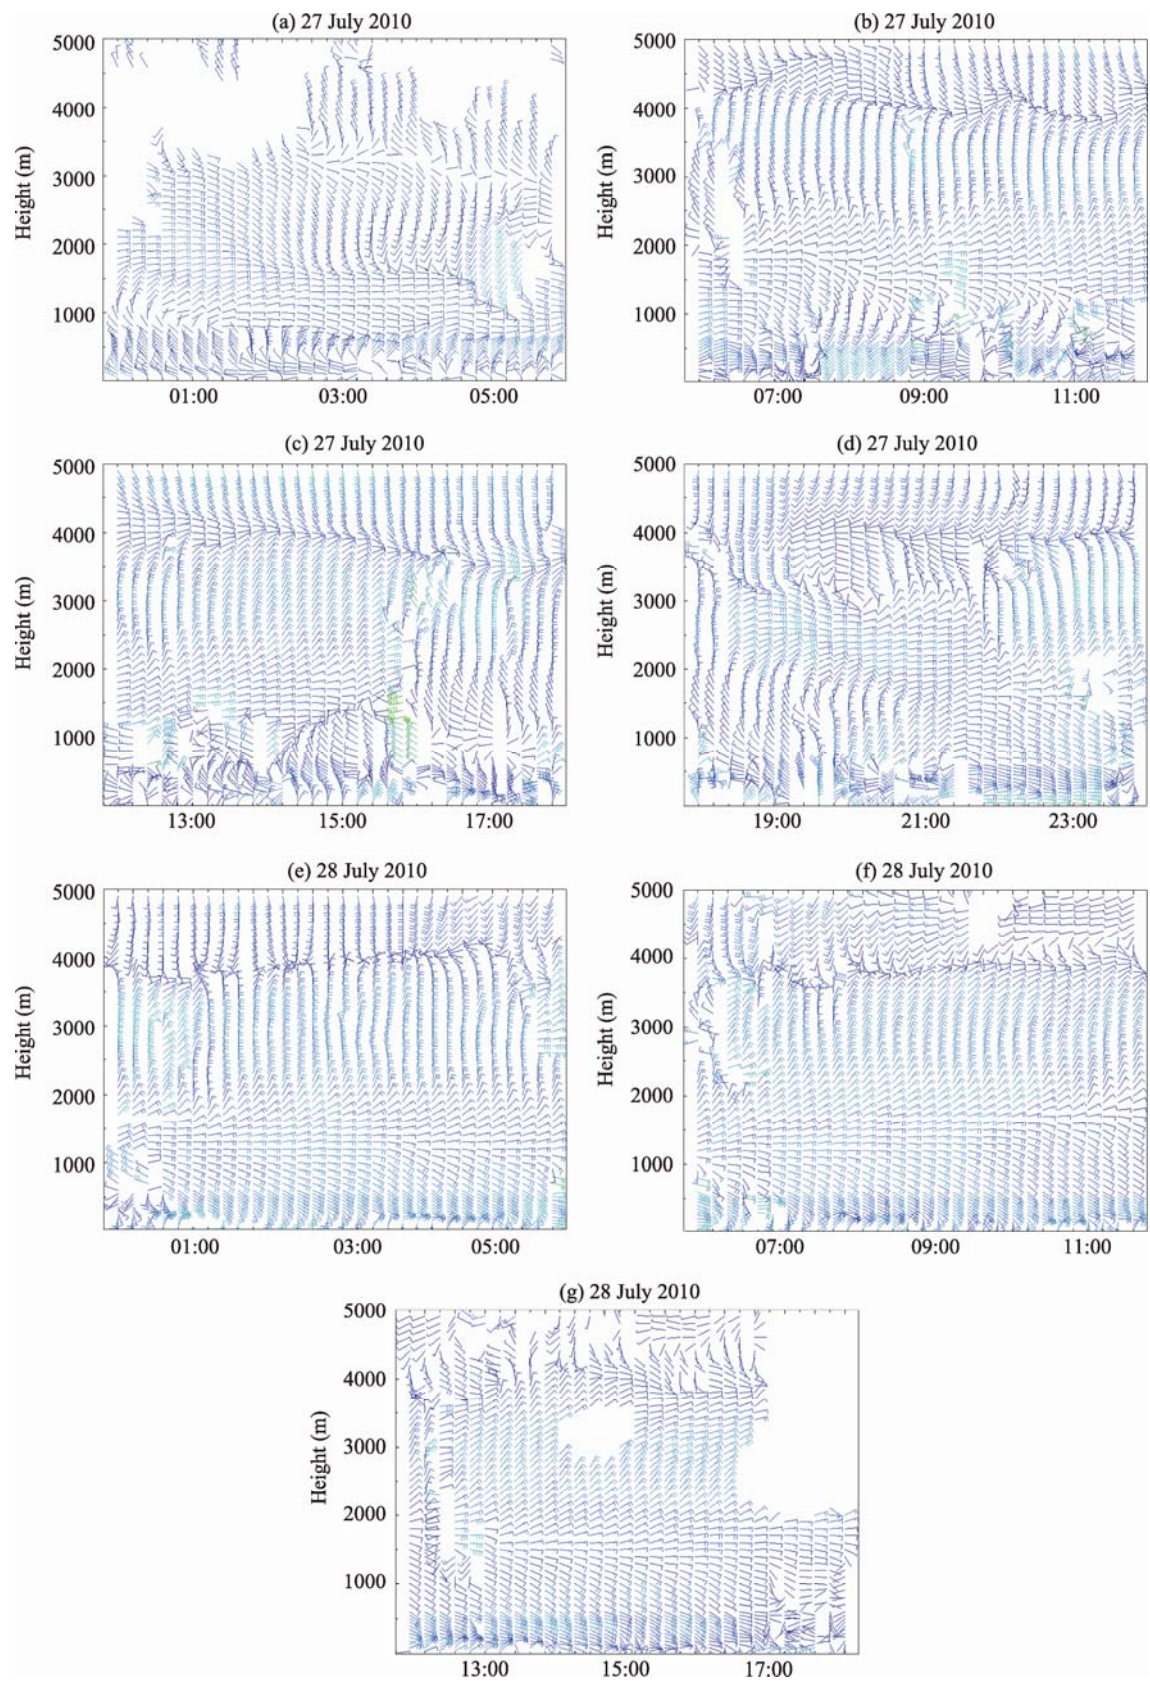 (a) 27 July 2010
5000
4000
3000
2000
1000
Height (m)
01:00 03:00 05:00
(b) 27 July 2010
5000
4000
3000
2000
1000
Height (m)
07:00 09:00 11:00
(c) 27 July 2010
5000
4000
3000
2000
1000
Height (m)
13:00 15:00 17:00
(d) 27 July 2010
5000
4000
3000
2000
1000
Height (m)
19:00 21:00 23:00
(e) 28 July 2010
5000
4000
3000
2000
1000
Height (m)
01:00 03:00 05:00
(f) 28 July 2010
5000
4000
3000
2000
1000
Height (m)
07:00 09:00 11:00
(g) 28 July 2010
5000
4000
3000
2000
1000
Height (m)
13:00 15:00 17:00